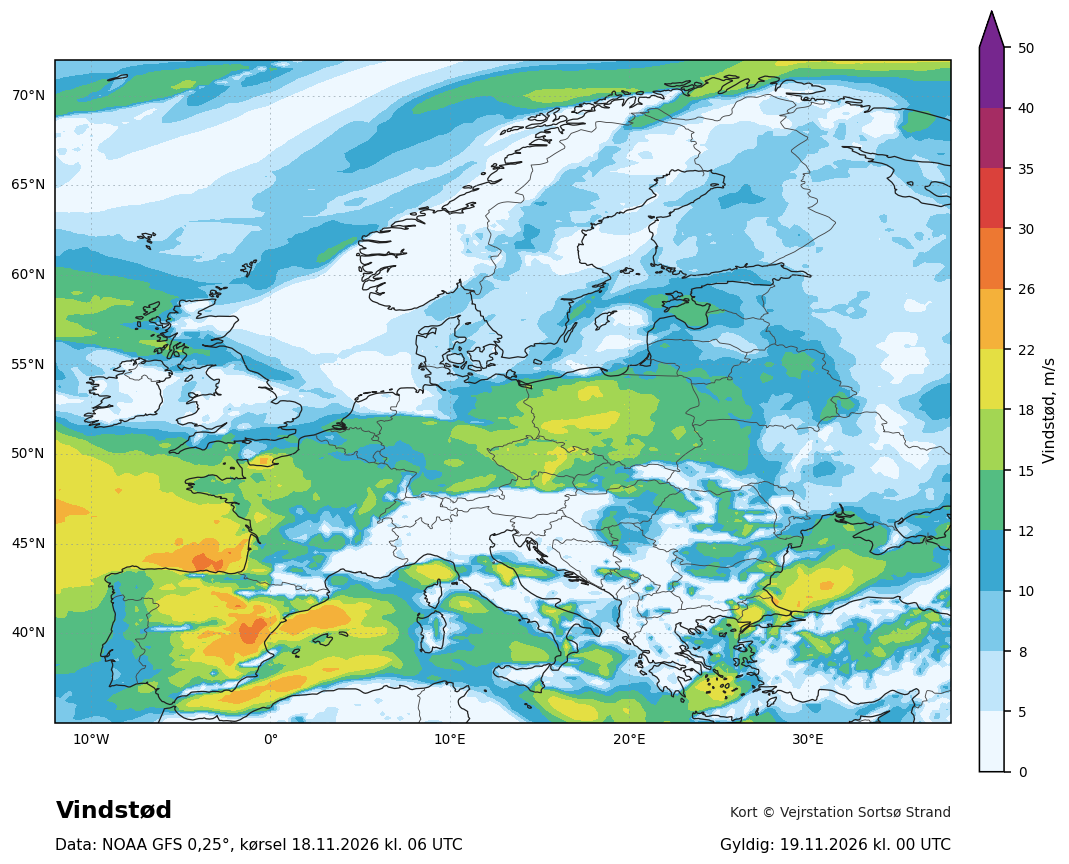 50
40
35
30
26
22
18
15
12
10
8
5
0
Vindstød, m/s
70°N
65°N
60°N
55°N
50°N
45°N
40°N
10°W
0°
10°E
20°E
30°E
Vindstød
Kort © Vejrstation Sortsø Strand
Data: NOAA GFS 0,25°, kørsel 18.11.2026 kl. 06 UTC
Gyldig: 19.11.2026 kl. 00 UTC